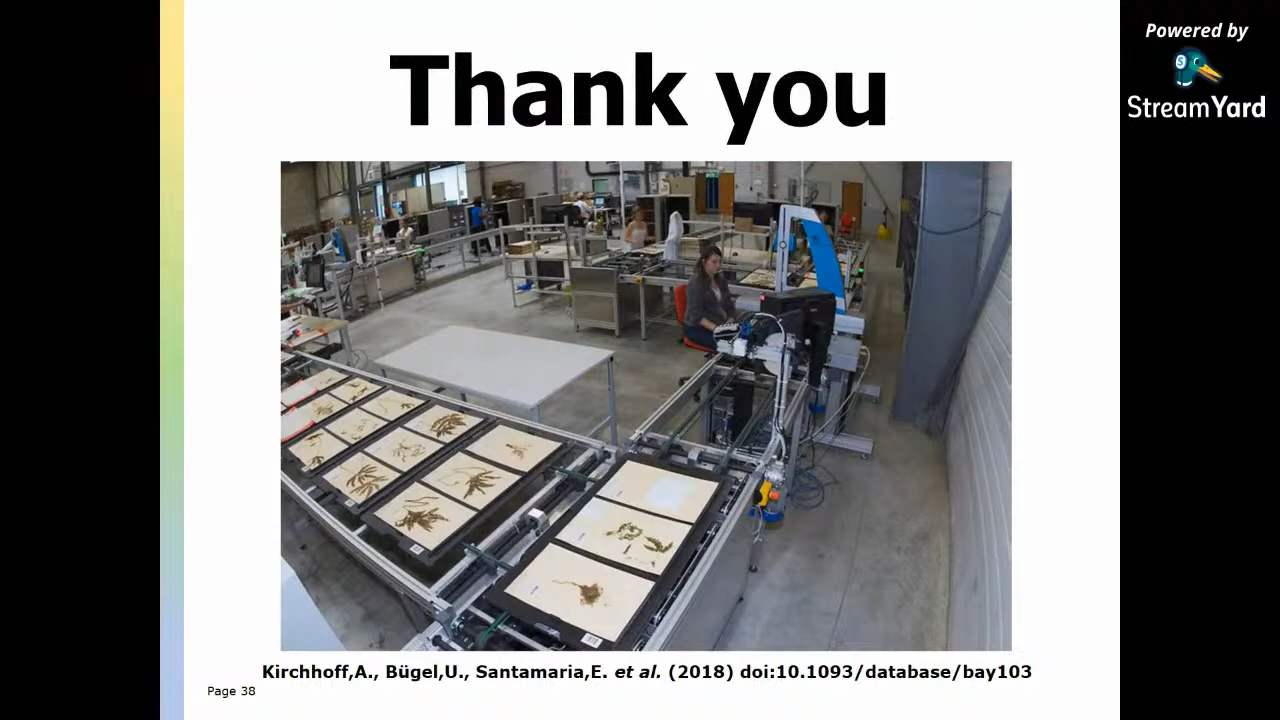 Thank you
Powered by
StreamYard
Kirchhoff,A., Bügel,U., Santamaria,E. et al. (2018) doi:10.1093/database/bay103
Page 38